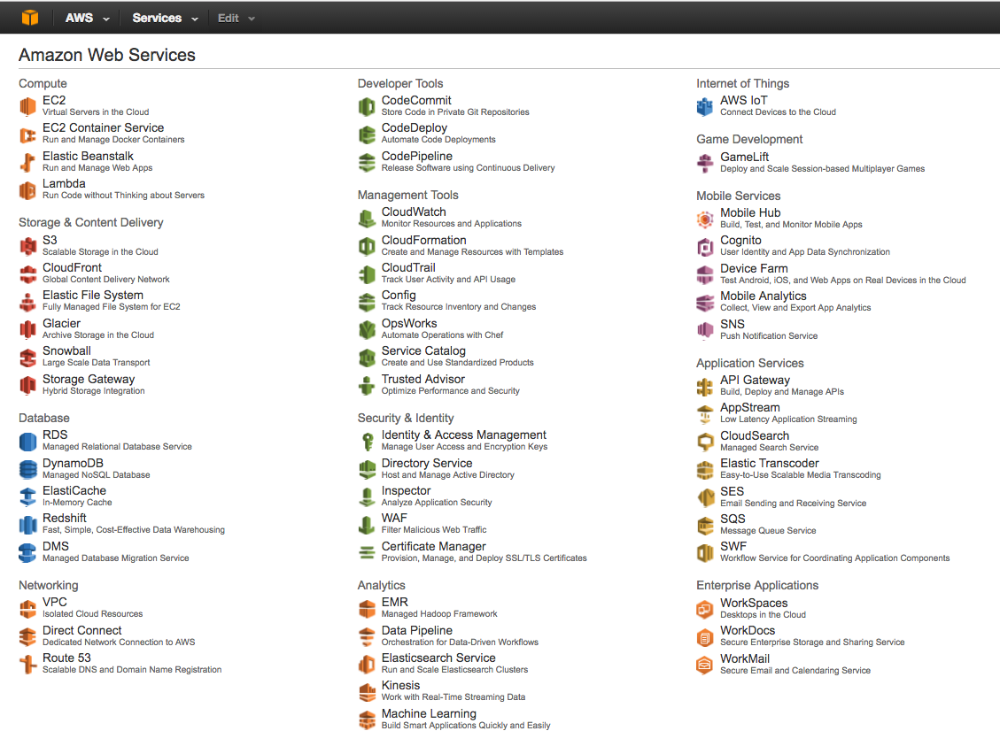 AWS Services Edit
Amazon Web Services
Compute
EC2
Virtual Servers in the Cloud
EC2 Container Service
Run and Manage Docker Containers
Elastic Beanstalk
Run and Manage Web Apps
Lambda
Run Code without Thinking about Servers
Storage & Content Delivery
S3
Scalable Storage in the Cloud
CloudFront
Global Content Delivery Network
Elastic File System
Fully Managed File System for EC2
Glacier
Archive Storage in the Cloud
Snowball
Large Scale Data Transport
Storage Gateway
Hybrid Storage Integration
Database
RDS
Managed Relational Database Service
DynamoDB
Managed NoSQL Database
ElastiCache
In-Memory Cache
Redshift
Fast, Simple, Cost-Effective Data Warehousing
DMS
Managed Database Migration Service
Networking
VPC
Isolated Cloud Resources
Direct Connect
Dedicated Network Connection to AWS
Route 53
Scalable DNS and Domain Name Registration
Developer Tools
CodeCommit
Store Code in Private Git Repositories
CodeDeploy
Automate Code Deployments
CodePipeline
Release Software using Continuous Delivery
Management Tools
CloudWatch
Monitor Resources and Applications
CloudFormation
Create and Manage Resources with Templates
CloudTrail
Track User Activity and API Usage
Config
Track Resource Inventory and Changes
OpsWorks
Automate Operations with Chef
Service Catalog
Create and Use Standardized Products
Trusted Advisor
Optimize Performance and Security
Security & Identity
Identity & Access Management
Manage User Access and Encryption Keys
Directory Service
Host and Manage Active Directory
Inspector
Analyze Application Security
WAF
Filter Malicious Web Traffic
Certificate Manager
Provision, Manage, and Deploy SSL/TLS Certificates
Analytics
EMR
Managed Hadoop Framework
Data Pipeline
Orchestration for Data-Driven Workflows
Elasticsearch Service
Run and Scale Elasticsearch Clusters
Kinesis
Work with Real-Time Streaming Data
Machine Learning
Build Smart Applications Quickly and Easily
Internet of Things
AWS IoT
Connect Devices to the Cloud
Game Development
GameLift
Deploy and Scale Session-based Multiplayer Games
Mobile Services
Mobile Hub
Build, Test, and Monitor Mobile Apps
Cognito
User Identity and App Data Synchronization
Device Farm
Test Android, iOS, and Web Apps on Real Devices in the Cloud
Mobile Analytics
Collect, View and Export App Analytics
SNS
Push Notification Service
Application Services
API Gateway
Build, Deploy and Manage APIs
AppStream
Low Latency Application Streaming
CloudSearch
Managed Search Service
Elastic Transcoder
Easy-to-Use Scalable Media Transcoding
SES
Email Sending and Receiving Service
SQS
Message Queue Service
SWF
Workflow Service for Coordinating Application Components
Enterprise Applications
WorkSpaces
Desktops in the Cloud
WorkDocs
Secure Enterprise Storage and Sharing Service
WorkMail
Secure Email and Calendaring Service